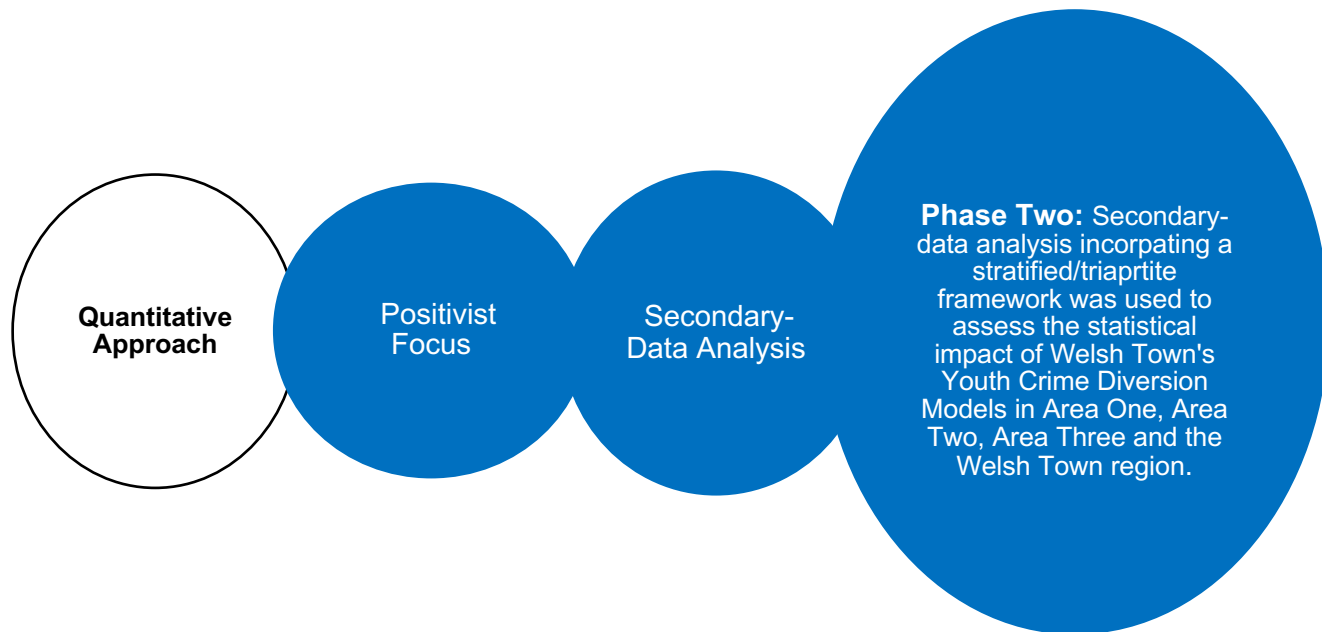 Quantitative
Approach
Positivist
Focus
Secondary-
Data Analysis
Phase Two: Secondary-
data analysis incorpating a
stratified/triaprtite
framework was used to
assess the statistical
impact of Welsh Town's
Youth Crime Diversion
Models in Area One, Area
Two, Area Three and the
Welsh Town region.